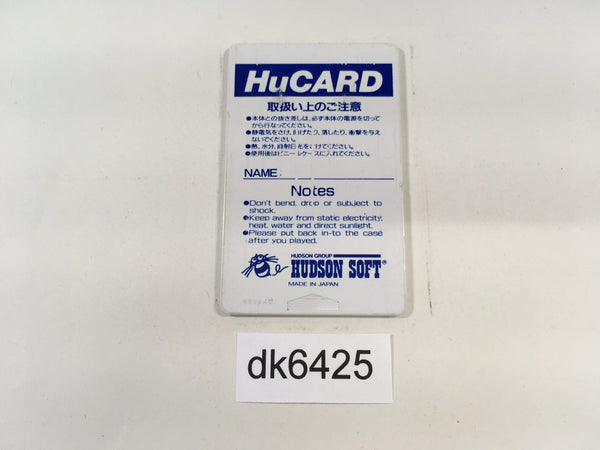 HuCARD
取扱い上のご注意
●本体との抜き差しは、必ず本体の電源を切って
から行なってください。
●静電気をさけ、曲げたり、落したり、衝撃を与え
ないでください。
●熱、水分、直射日光をさけてください。
●使用後はビニールケースに入れてください。
NAME:
Notes
●Don't bend, drop or subject to
shock.
●Keep away from static electricity,
heat, water and direct sunlight.
●Please put back in-to the case
after you played.
HUDSON GROUP
HUDSON SOFT®
MADE IN JAPAN
dk6425